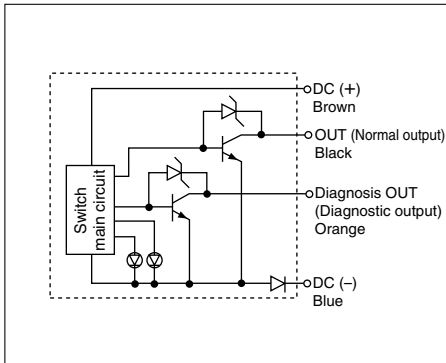 DC (+)
Brown
OUT (Normal output)
Black
Switch
main circuit
Diagnosis OUT
(Diagnostic output)
Orange
DC (–)
Blue